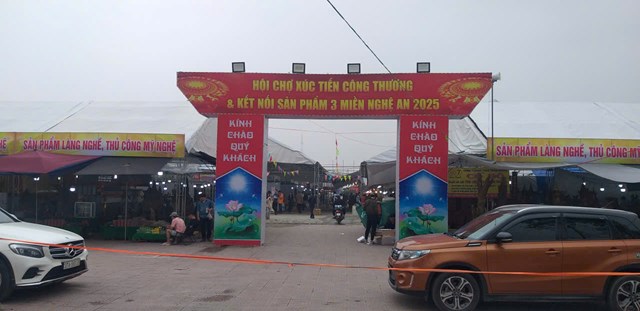 HỘI CHỢ XÚC TIẾN CÔNG THƯƠNG
& KẾT NỐI SẢN PHẨM 3 MIỀN NGHỆ AN 2025
KÍNH
CHÀO
QUÝ
KHÁCH
KÍNH
CHÀO
QUÝ
KHÁCH
SẢN PHẨM LÀNG NGHỀ, THỦ CÔNG MỸ NGHỆ
SẢN PHẨM LÀNG NGHỀ, THỦ CÔNG MỸ NGHỆ